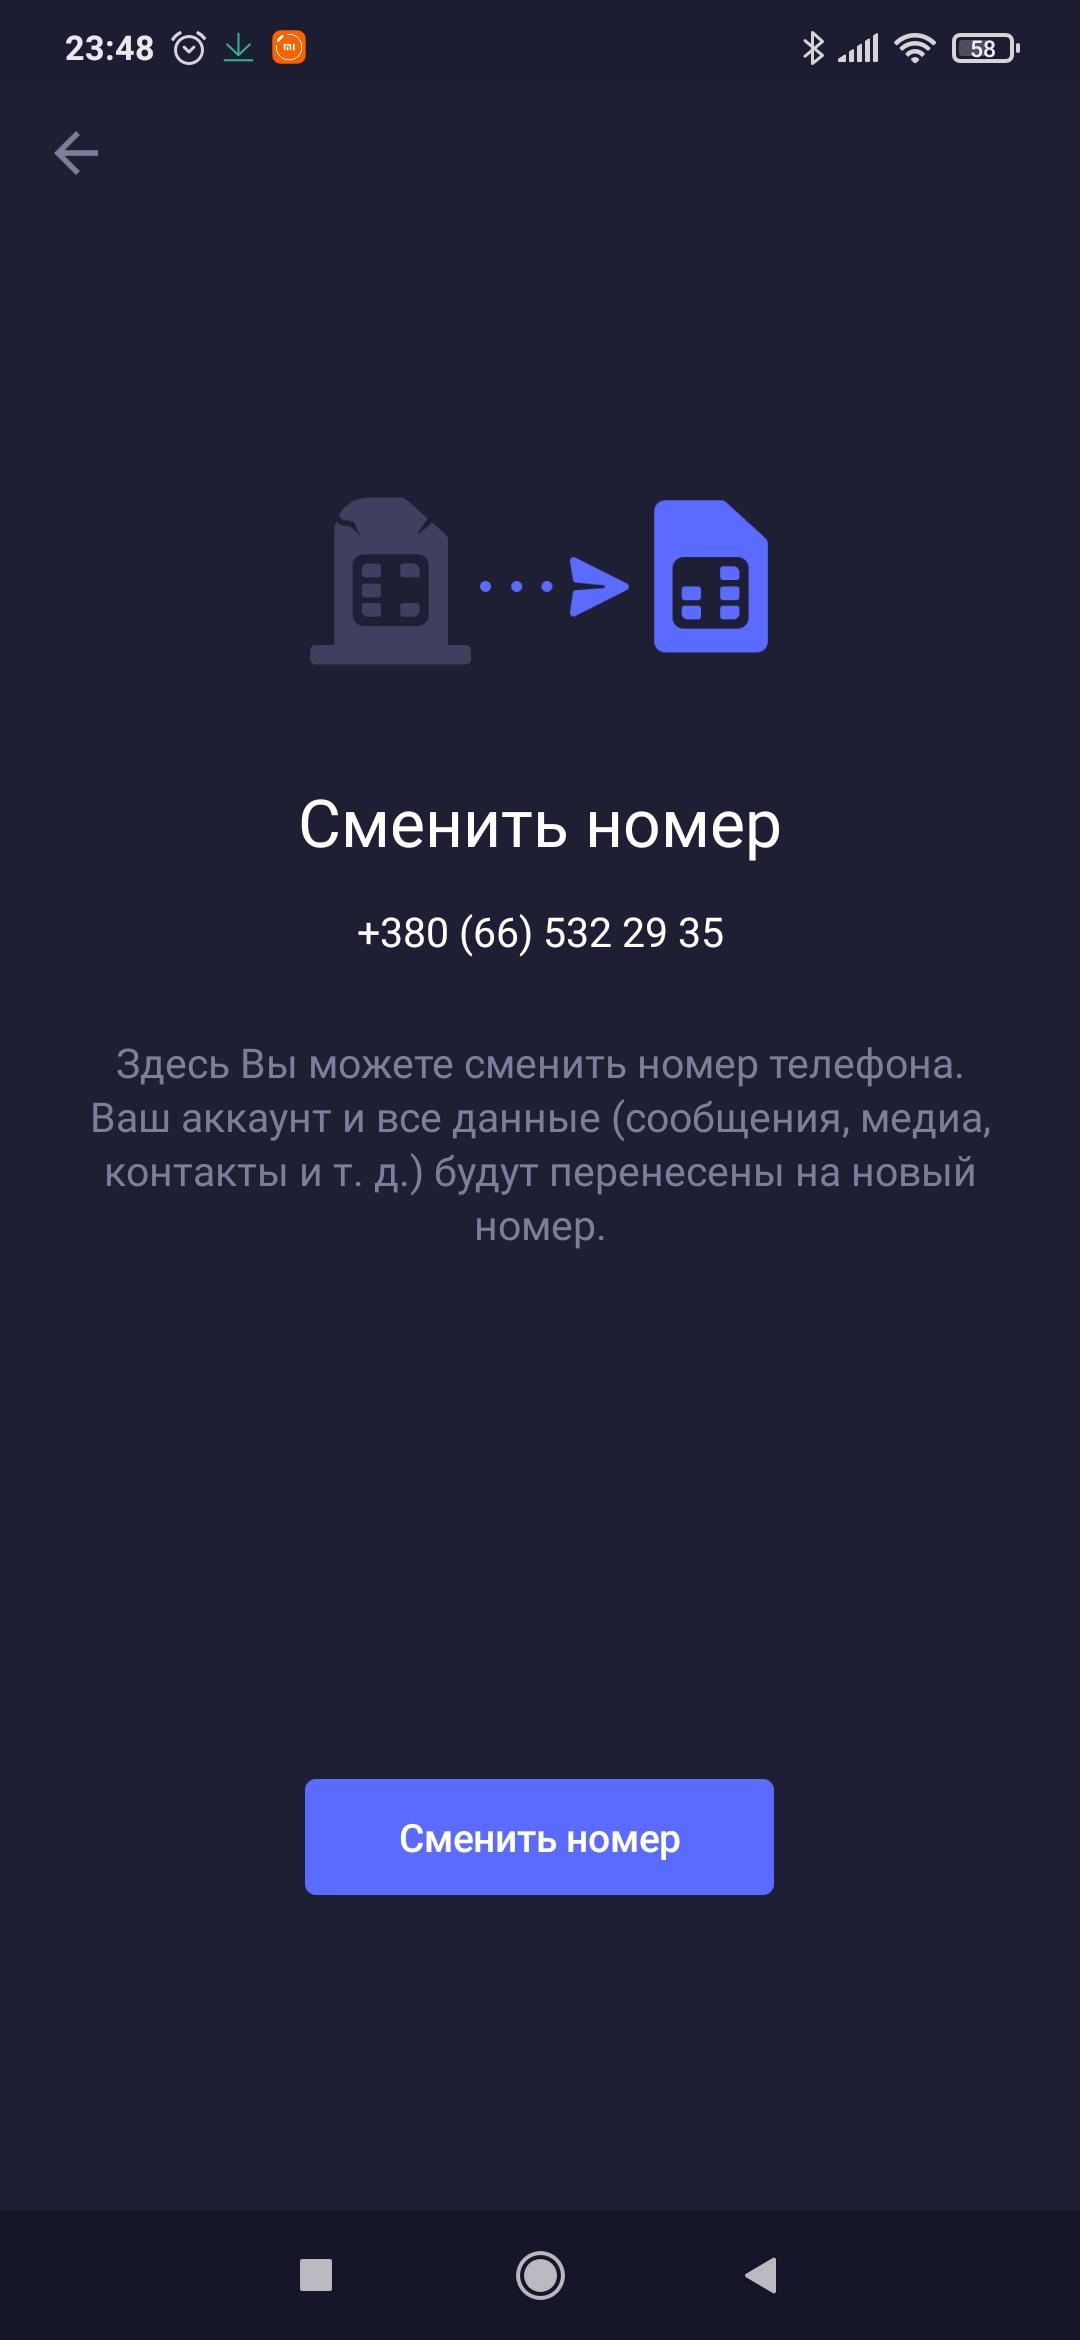 23:48
58
Сменить номер
+380 (66) 532 29 35
Здесь Вы можете сменить номер телефона.
Ваш аккаунт и все данные (сообщения, медиа,
контакты и т. д.) будут перенесены на новый
номер.
Сменить номер